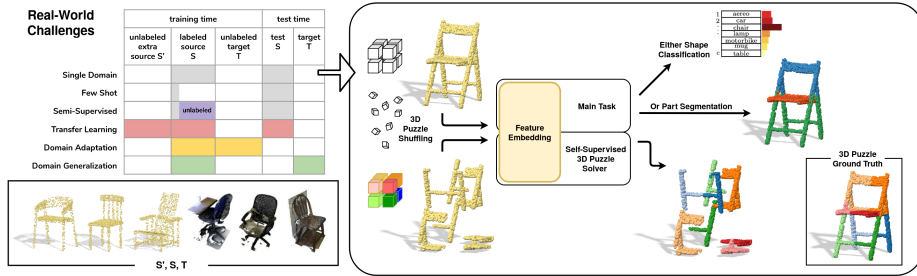 Real-World
Challenges
training time
test time
unlabeled
extra
source S'
labeled
source
S
unlabeled
target
T
test
S
target
T
Single Domain
Few Shot
Semi-Supervised
unlabeled
Transfer Learning
Domain Adaptation
Domain Generalization
S', S, T
3D
Puzzle
Shuffling
Feature
Embedding
Main Task
Self-Supervised
3D Puzzle
Solver
Either Shape
Classification
1 aereo
2 car
chair
lamp
motorbike
mug
c table
Or Part Segmentation
3D Puzzle
Ground Truth